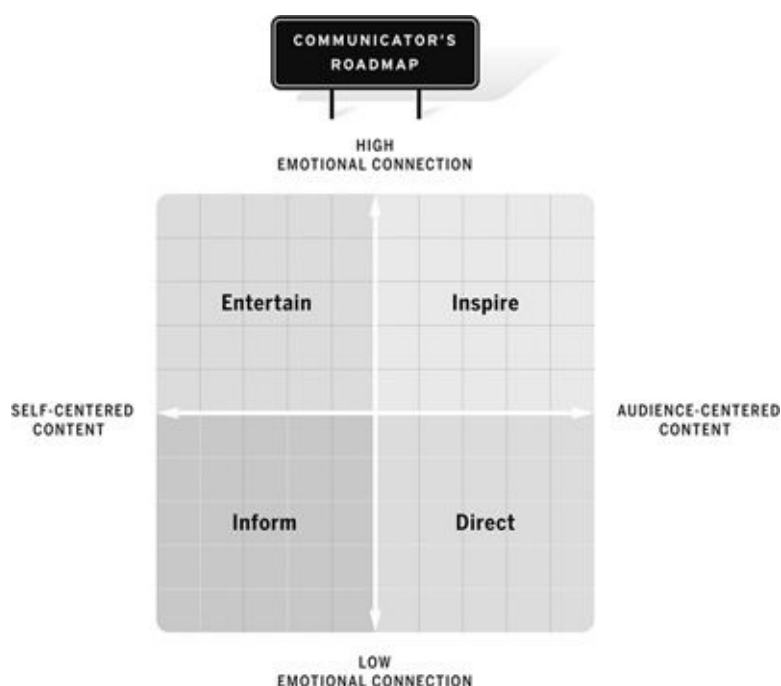 COMMUNICATOR'S
ROADMAP
HIGH
EMOTIONAL CONNECTION
Entertain
Inspire
SELF-CENTERED
CONTENT
AUDIENCE-CENTERED
CONTENT
Inform
Direct
LOW
EMOTIONAL CONNECTION